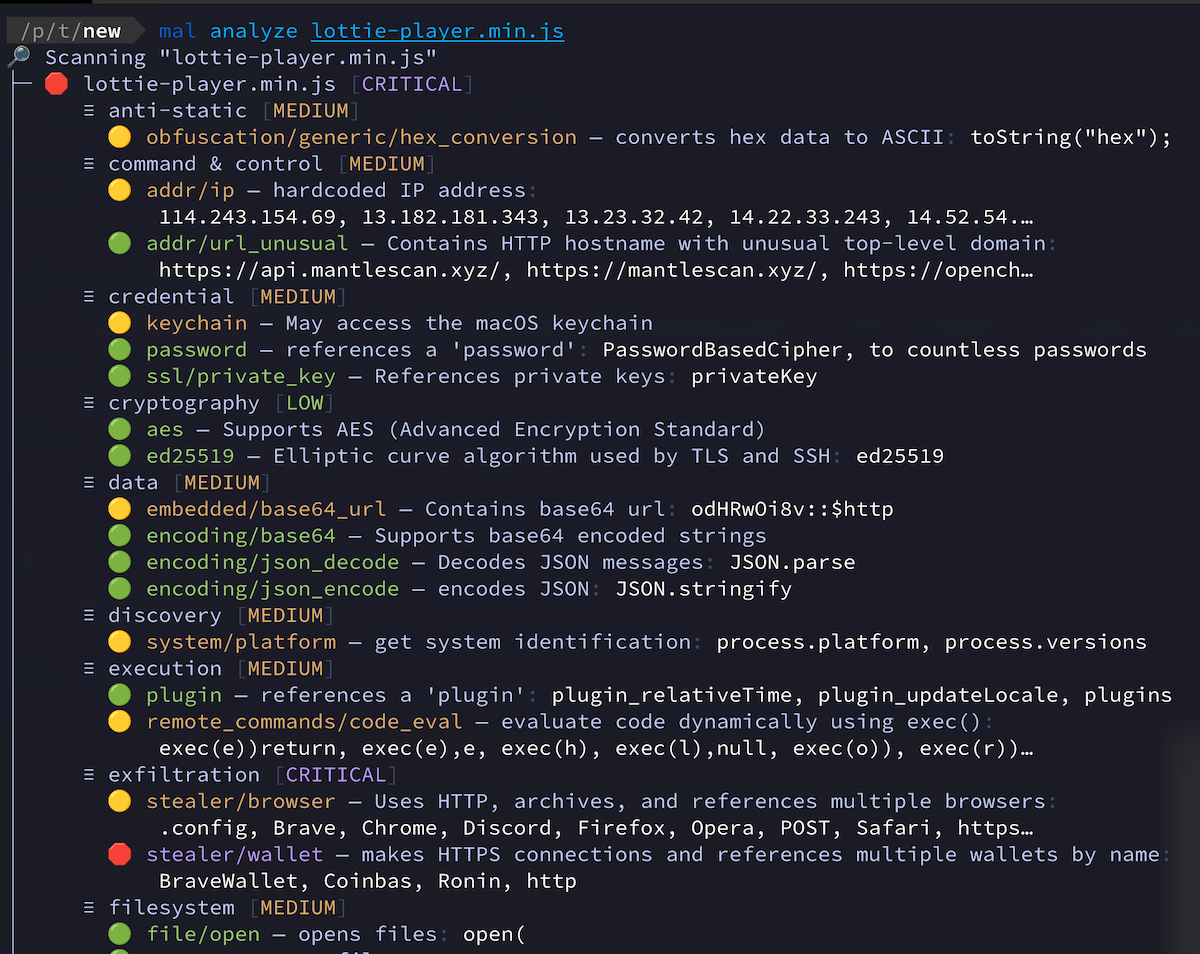 /p/t/new mal analyze lottie-player.min.js
🔎 Scanning "lottie-player.min.js"
├─ 🛑 lottie-player.min.js [CRITICAL]
≡ anti-static [MEDIUM]
🟡 obfuscation/generic/hex_conversion — converts hex data to ASCII: toString("hex");
≡ command & control [MEDIUM]
🟡 addr/ip — hardcoded IP address:
114.243.154.69, 13.182.181.343, 13.23.32.42, 14.22.33.243, 14.52.54.…
🟢 addr/url_unusual — Contains HTTP hostname with unusual top-level domain:
https://api.mantlescan.xyz/, https://mantlescan.xyz/, https://opench…
≡ credential [MEDIUM]
🟡 keychain — May access the macOS keychain
🟢 password — references a 'password': PasswordBasedCipher, to countless passwords
🟢 ssl/private_key — References private keys: privateKey
≡ cryptography [LOW]
🟢 aes — Supports AES (Advanced Encryption Standard)
🟢 ed25519 — Elliptic curve algorithm used by TLS and SSH: ed25519
≡ data [MEDIUM]
🟡 embedded/base64_url — Contains base64 url: odHRwOi8v::$http
🟢 encoding/base64 — Supports base64 encoded strings
🟢 encoding/json_decode — Decodes JSON messages: JSON.parse
🟢 encoding/json_encode — encodes JSON: JSON.stringify
≡ discovery [MEDIUM]
🟡 system/platform — get system identification: process.platform, process.versions
≡ execution [MEDIUM]
🟢 plugin — references a 'plugin': plugin_relativeTime, plugin_updateLocale, plugins
🟡 remote_commands/code_eval — evaluate code dynamically using exec():
exec(e))return, exec(e),e, exec(h), exec(l),null, exec(o)), exec(r))…
≡ exfiltration [CRITICAL]
🟡 stealer/browser — Uses HTTP, archives, and references multiple browsers:
.config, Brave, Chrome, Discord, Firefox, Opera, POST, Safari, https…
🛑 stealer/wallet — makes HTTPS connections and references multiple wallets by name:
BraveWallet, Coinbas, Ronin, http
≡ filesystem [MEDIUM]
🟢 file/open — opens files: open(